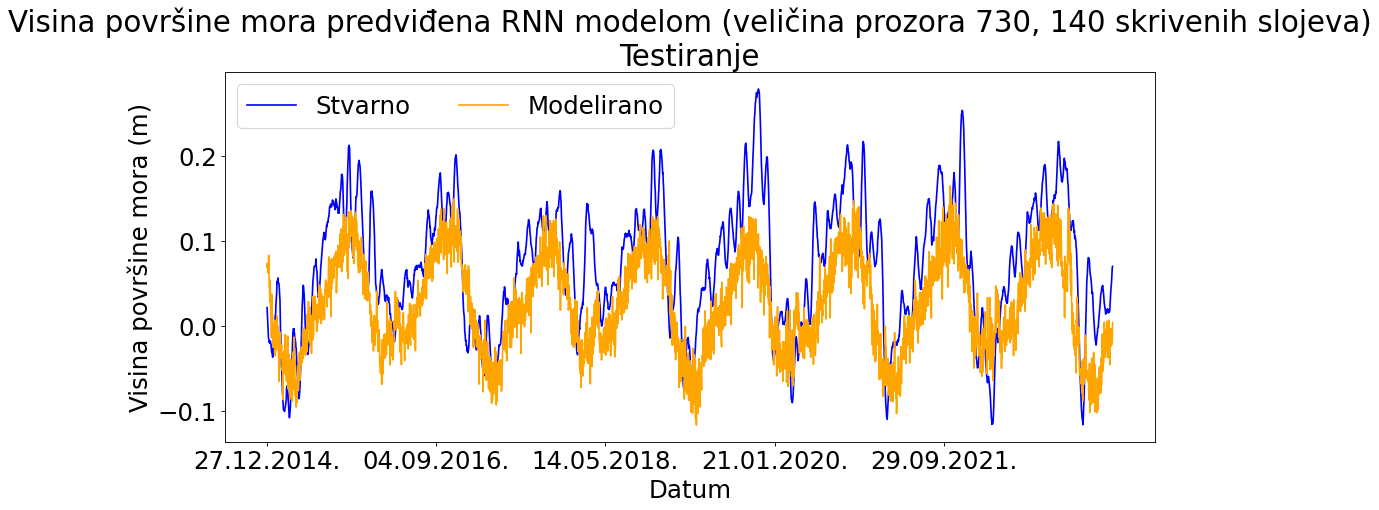 Visina površine mora predviđena RNN modelom (veličina prozora 730, 140 skrivenih slojeva)
Testiranje
Stvarno Modelirano
Visina površine mora (m)
0.2
0.1
0.0
−0.1
27.12.2014. 04.09.2016. 14.05.2018. 21.01.2020. 29.09.2021.
Datum